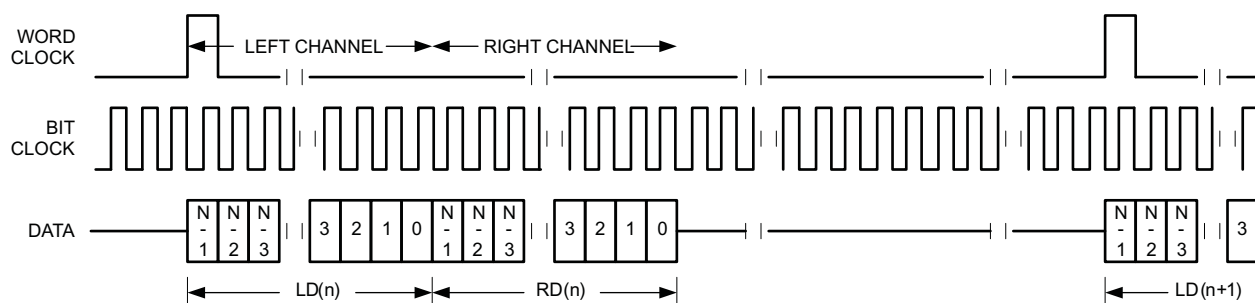 WORD
CLOCK
LEFT CHANNEL
RIGHT CHANNEL
BIT
CLOCK
DATA
N-1 N-2 N-3 3 2 1 0 N-1 N-2 N-3 3 2 1 0 N-1 N-2 N-3 3
LD(n) RD(n) LD(n+1)